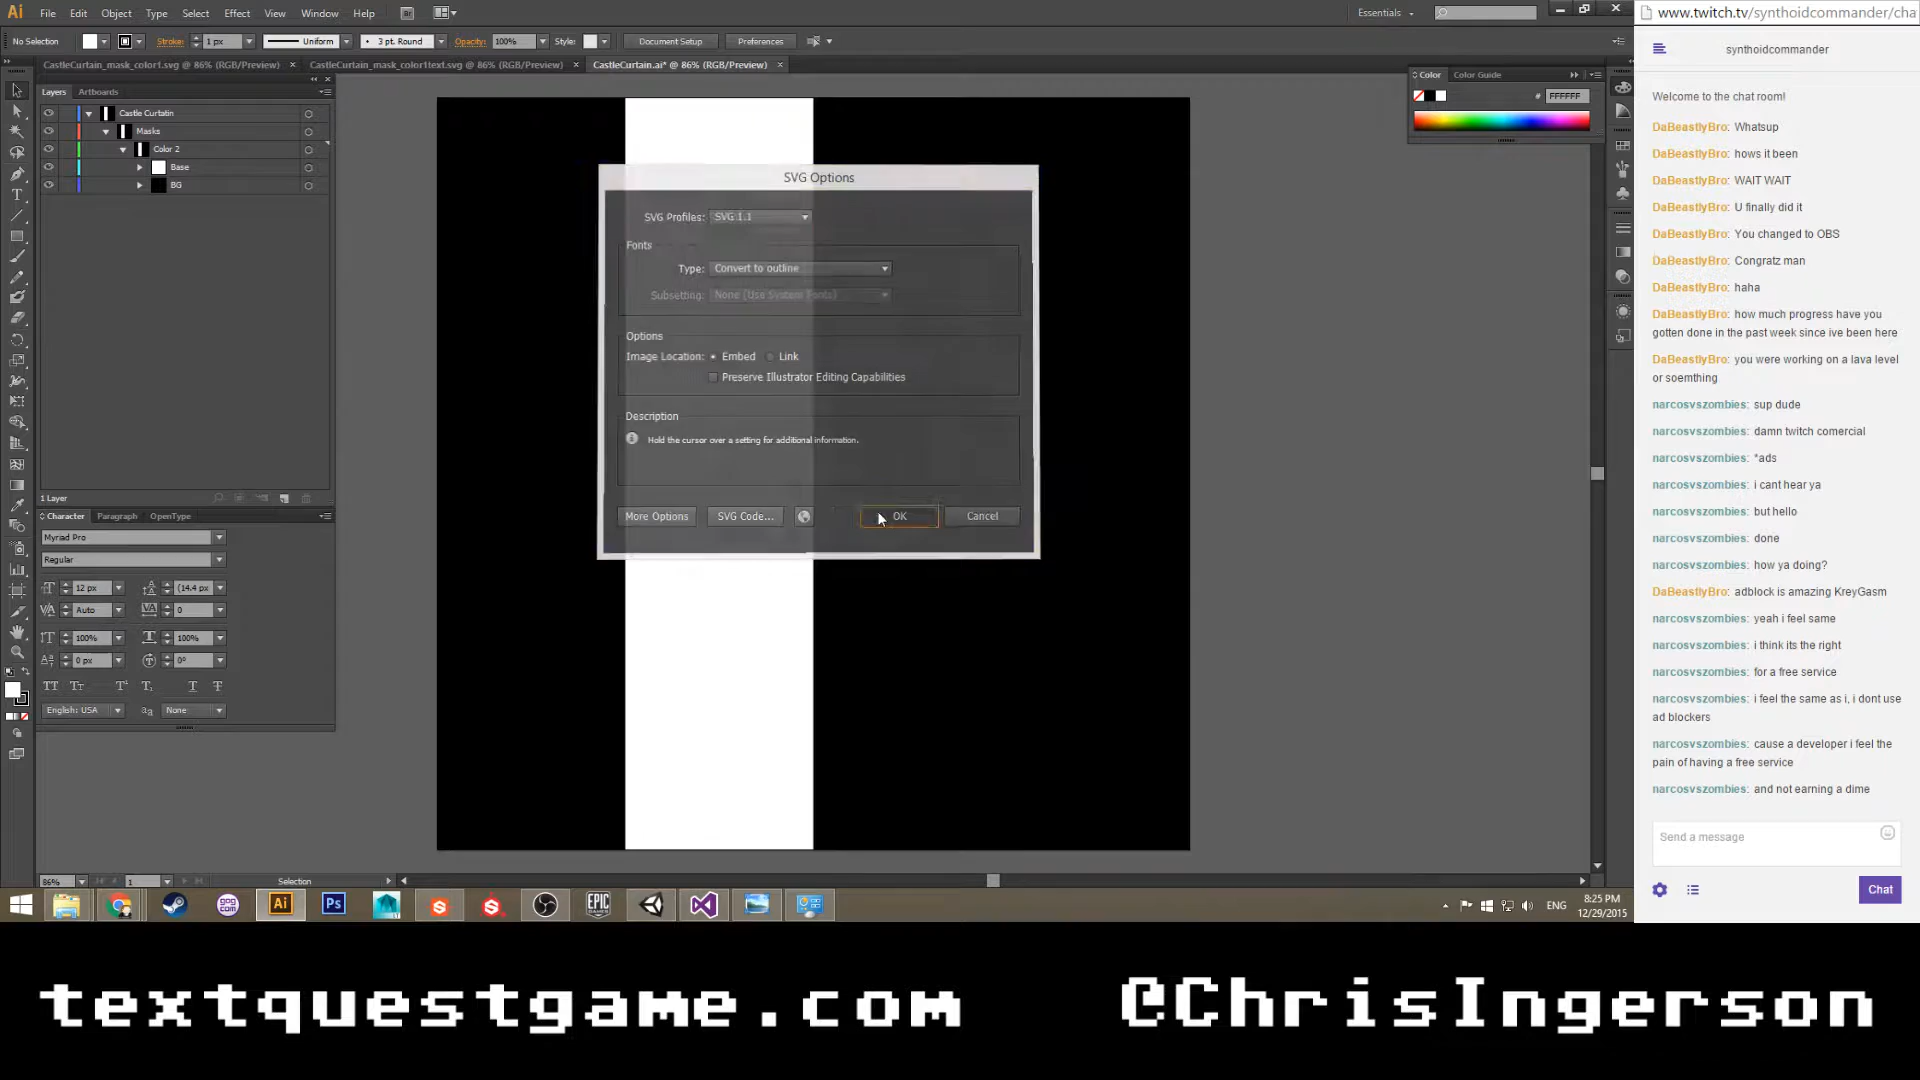 Ai File Edit Object Type Select Effect View Window Help Br Essentials
No Selection Stroke: 1 px Uniform 3 pt. Round Opacity: 100% Style: Document Setup Preferences
CastleCurtain_mask_color1.svg @ 86% (RGB/Preview) × CastleCurtain_mask_color1text.svg @ 86% (RGB/Preview) × CastleCurtain.ai* @ 86% (RGB/Preview) ×
Layers Artboards
Castle Curtatin
Masks
Color 2
Base
BG
1 Layer
Character Paragraph OpenType
Myriad Pro
Regular
12 px (14.4 px
Auto 0
100% 100%
0 px 0°
English: USA None
86% 1 Selection
SVG Options
SVG Profiles: SVG 1.1
Fonts
Type: Convert to outline
Subsetting: None (Use System Fonts)
Options
Image Location: Embed Link
Preserve Illustrator Editing Capabilities
Description
Hold the cursor over a setting for additional information.
More Options SVG Code... OK Cancel
Color Color Guide
# FFFFFF
www.twitch.tv/synthoidcommander/cha
synthoidcommander
Welcome to the chat room!
DaBeastlyBro: Whatsup
DaBeastlyBro: hows it been
DaBeastlyBro: WAIT WAIT
DaBeastlyBro: U finally did it
DaBeastlyBro: You changed to OBS
DaBeastlyBro: Congratz man
DaBeastlyBro: haha
DaBeastlyBro: how much progress have you
gotten done in the past week since ive been here
DaBeastlyBro: you were working on a lava level
or soemthing
narcosvszombies: sup dude
narcosvszombies: damn twitch comercial
narcosvszombies: *ads
narcosvszombies: i cant hear ya
narcosvszombies: but hello
narcosvszombies: done
narcosvszombies: how ya doing?
DaBeastlyBro: adblock is amazing KreyGasm
narcosvszombies: yeah i feel same
narcosvszombies: i think its the right
narcosvszombies: for a free service
narcosvszombies: i feel the same as i, i dont use
ad blockers
narcosvszombies: cause a developer i feel the
pain of having a free service
narcosvszombies: and not earning a dime
Send a message
Chat
ENG 8:25 PM
12/29/2015
textquestgame.com @ChrisIngerson